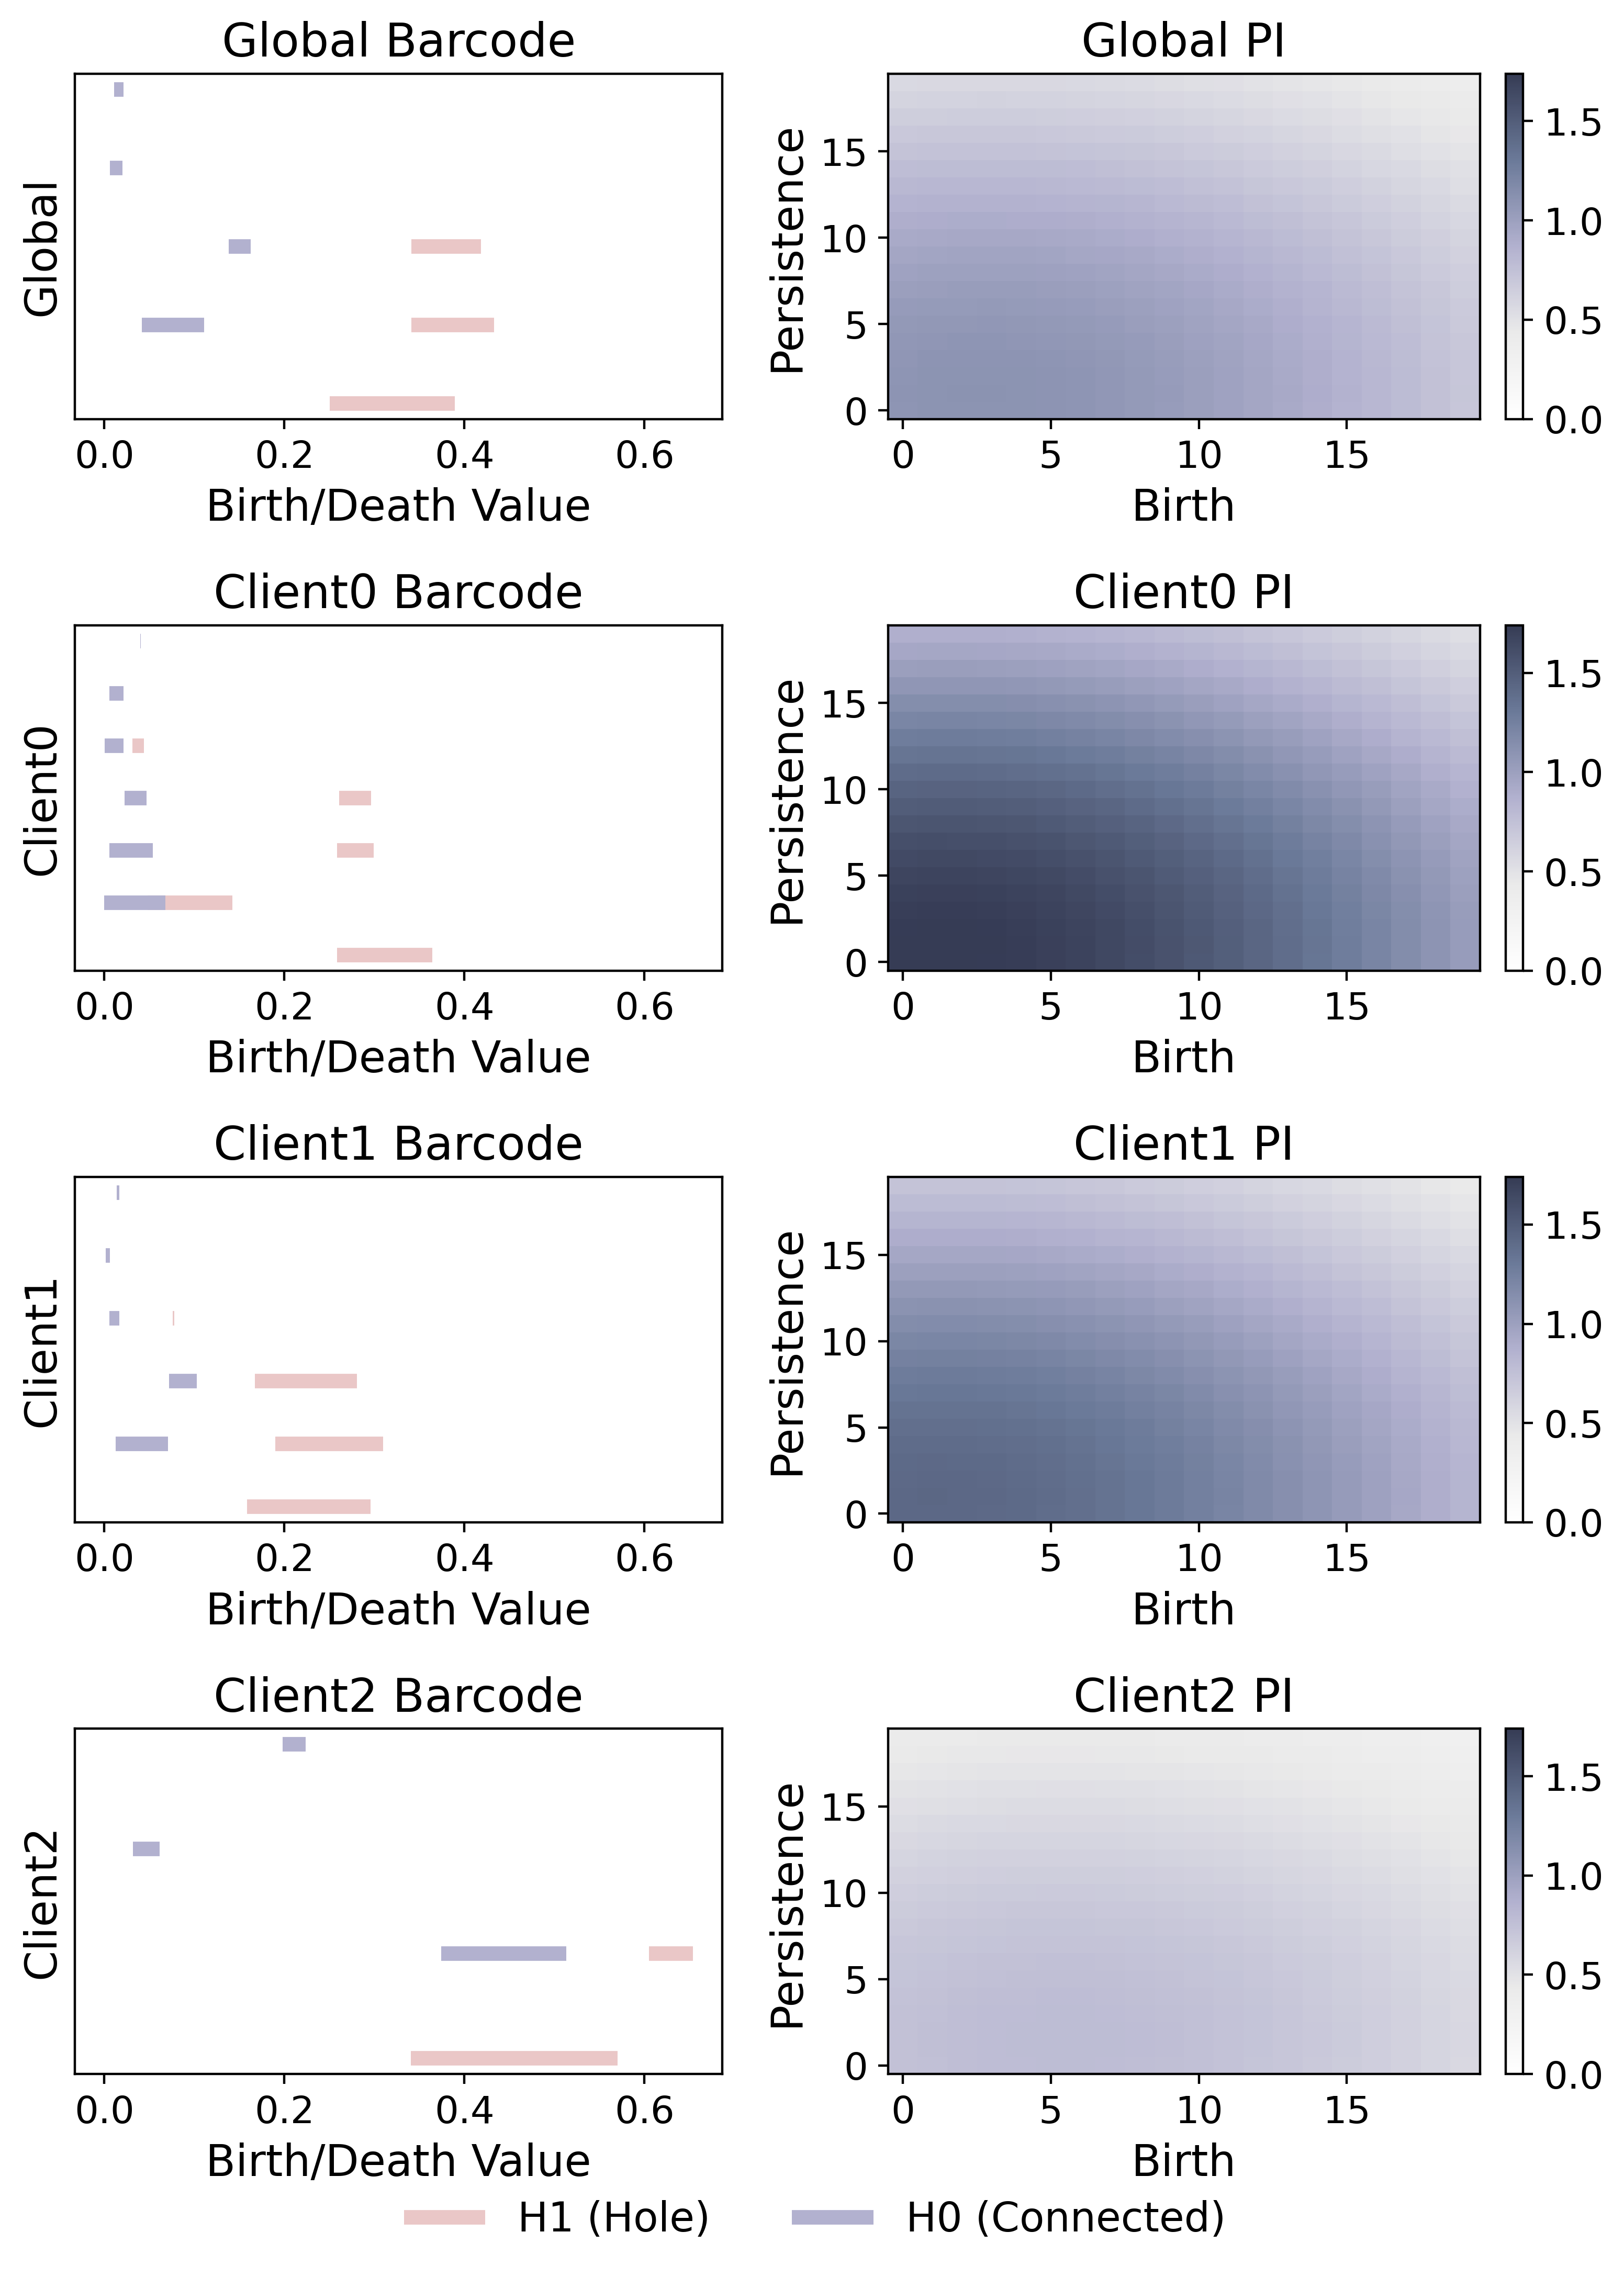 Global Barcode
Global
0.0 0.2 0.4 0.6
Birth/Death Value
Global PI
Persistence
15
10
5
0
0 5 10 15
Birth
1.5
1.0
0.5
0.0
Client0 Barcode
Client0
0.0 0.2 0.4 0.6
Birth/Death Value
Client0 PI
Persistence
15
10
5
0
0 5 10 15
Birth
1.5
1.0
0.5
0.0
Client1 Barcode
Client1
0.0 0.2 0.4 0.6
Birth/Death Value
Client1 PI
Persistence
15
10
5
0
0 5 10 15
Birth
1.5
1.0
0.5
0.0
Client2 Barcode
Client2
0.0 0.2 0.4 0.6
Birth/Death Value
Client2 PI
Persistence
15
10
5
0
0 5 10 15
Birth
1.5
1.0
0.5
0.0
H1 (Hole) H0 (Connected)